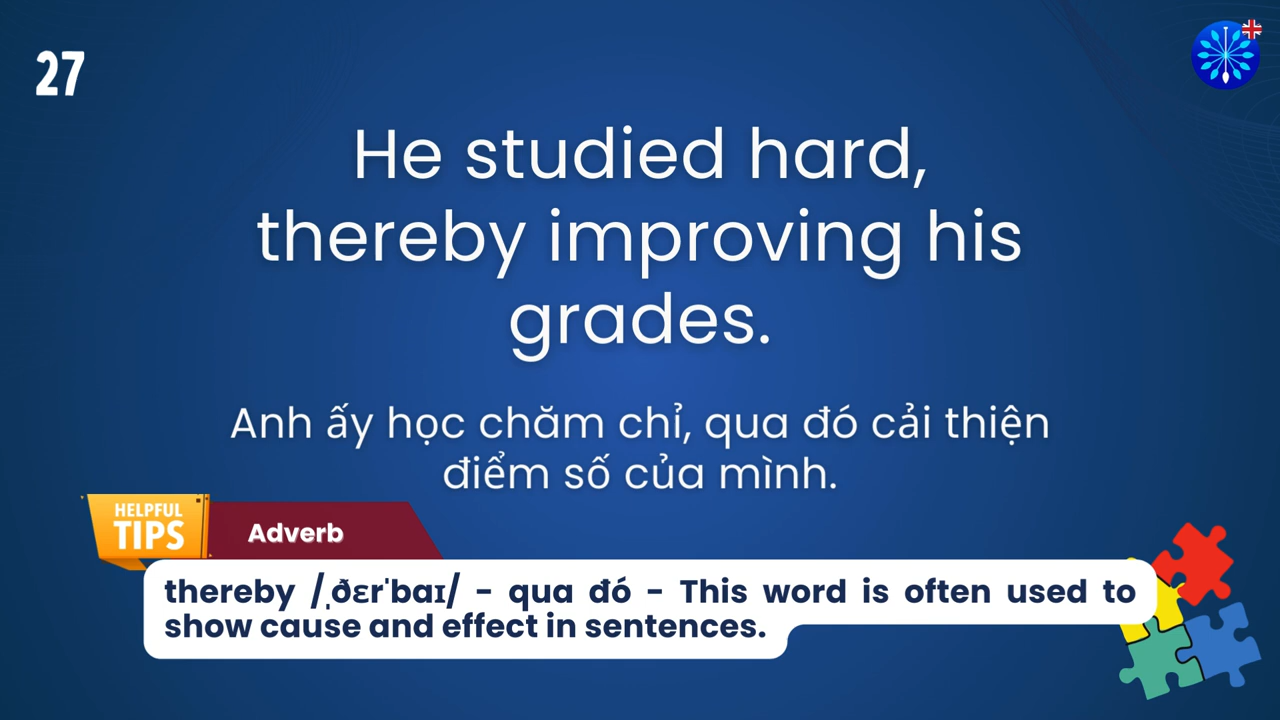 27
He studied hard,
thereby improving his
grades.
Anh ấy học chăm chỉ, qua đó cải thiện
điểm số của mình.
HELPFUL
TIPS
Adverb
thereby /ˌðɛrˈbaɪ/ - qua đó - This word is often used to
show cause and effect in sentences.